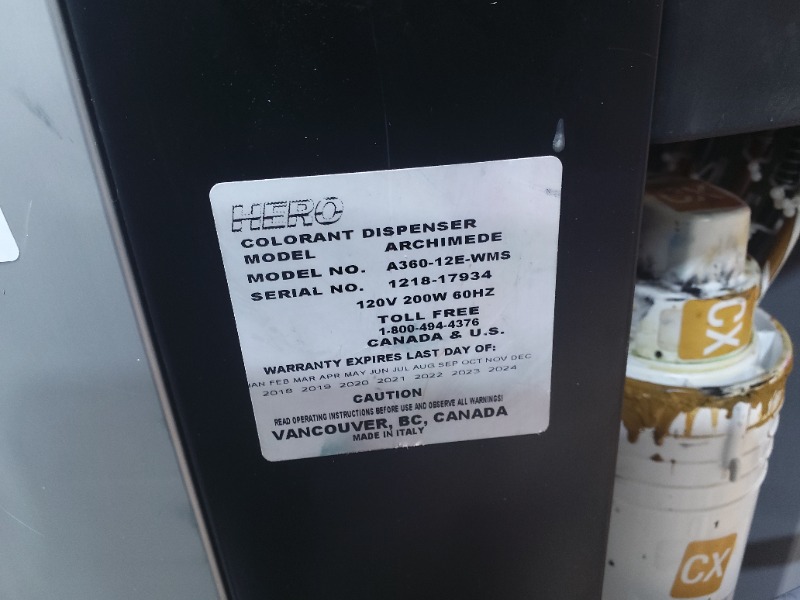 HERO
COLORANT DISPENSER
MODEL ARCHIMEDE
MODEL NO. A360-12E-WMS
SERIAL NO. 1218-17934
120V 200W 60HZ
TOLL FREE
1-800-494-4376
CANADA & U.S.
WARRANTY EXPIRES LAST DAY OF:
JAN FEB MAR APR MAY JUN JUL AUG SEP OCT NOV DEC
2018 2019 2020 2021 2022 2023 2024
CAUTION
READ OPERATING INSTRUCTIONS BEFORE USE AND OBSERVE ALL WARNINGS!
VANCOUVER, BC, CANADA
MADE IN ITALY
CX
CX
CX